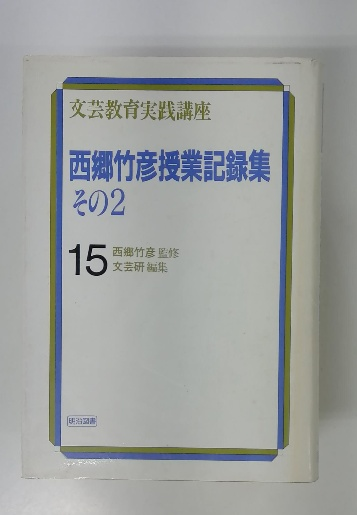 文芸教育実践講座
西郷竹彦授業記録集
その2
15
西郷竹彦 監修
文芸研 編集
明治図書